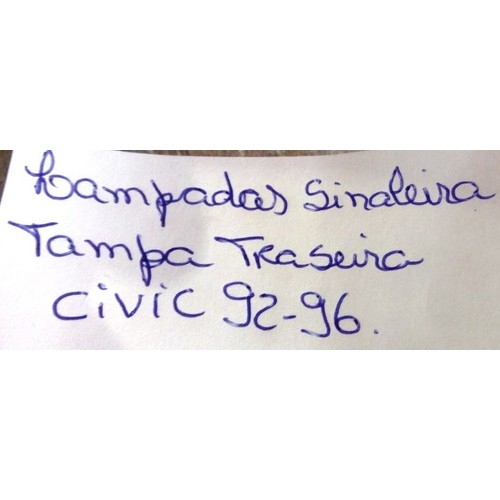 Lampadas Sinaleira
Tampa Traseira
Civic 92-96.